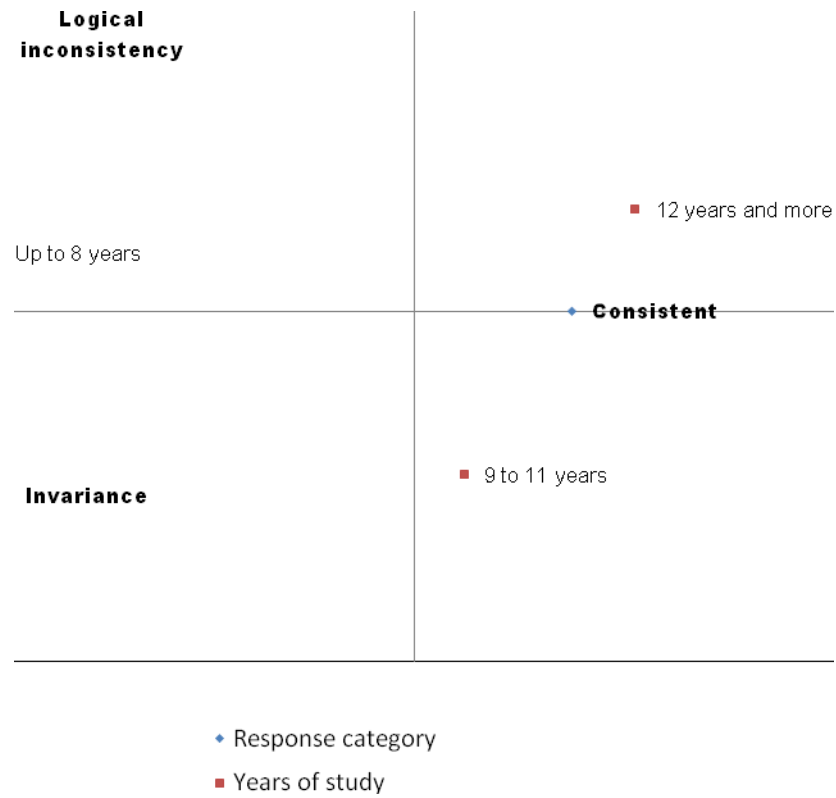 Logical
inconsistency
12 years and more
Up to 8 years
Consistent
9 to 11 years
Invariance
Response category
Years of study